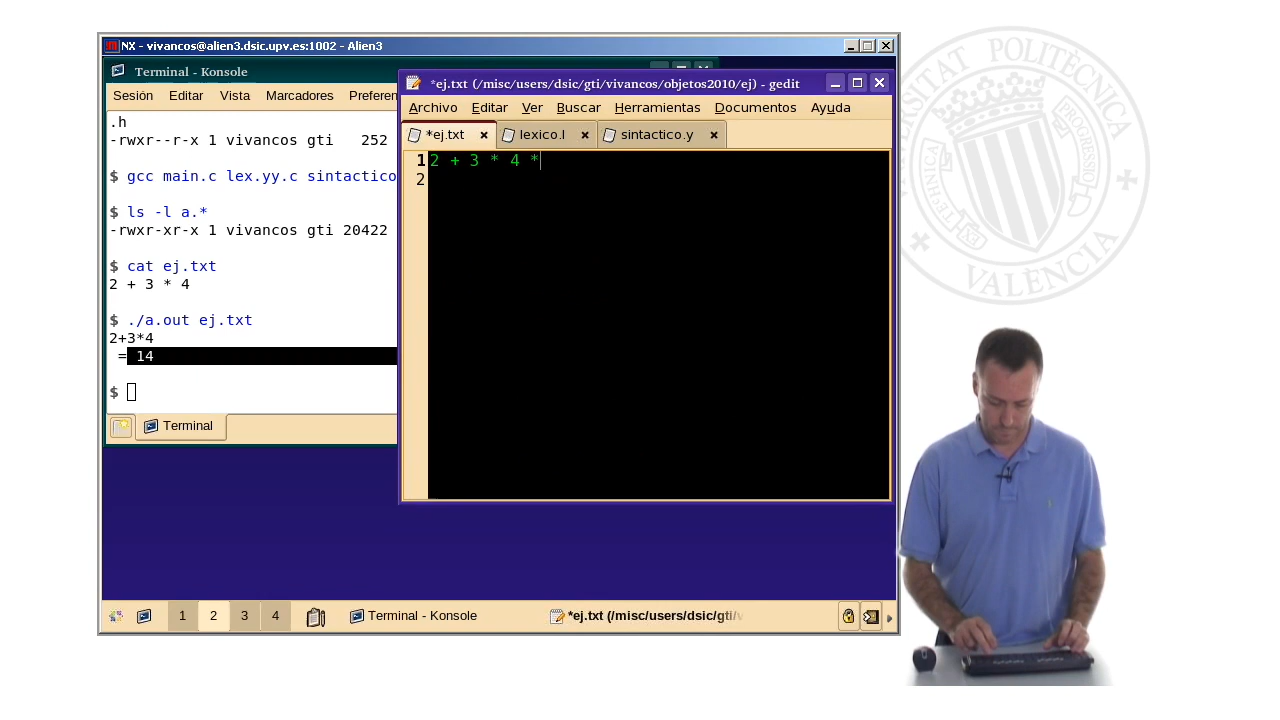 NX - vivancos@alien3.dsic.upv.es:1002 - Alien3
Terminal - Konsole
Sesión Editar Vista Marcadores Preferen
.h
-rwxr--r-x 1 vivancos gti 252
$ gcc main.c lex.yy.c sintactico
$ ls -l a.*
-rwxr-xr-x 1 vivancos gti 20422
$ cat ej.txt
2 + 3 * 4
$ ./a.out ej.txt
2+3*4
= 14
$
Terminal
*ej.txt (/misc/users/dsic/gti/vivancos/objetos2010/ej) - gedit
Archivo Editar Ver Buscar Herramientas Documentos Ayuda
*ej.txt lexico.l sintactico.y
1 2 + 3 * 4 *
2
1 2 3 4 Terminal - Konsole *ej.txt (/misc/users/dsic/gti/v
UNIVERSITAT POLITÈCNICA
DE VALÈNCIA
EX TECHNICA
PROGRESSIO